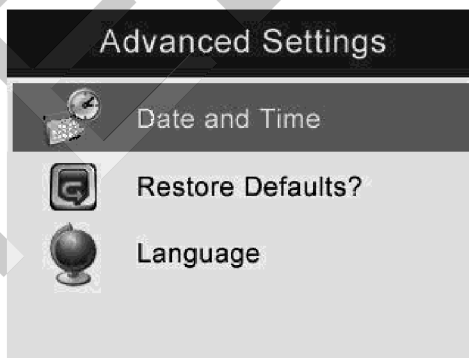 Advanced Settings
Date and Time
Restore Defaults?
Language